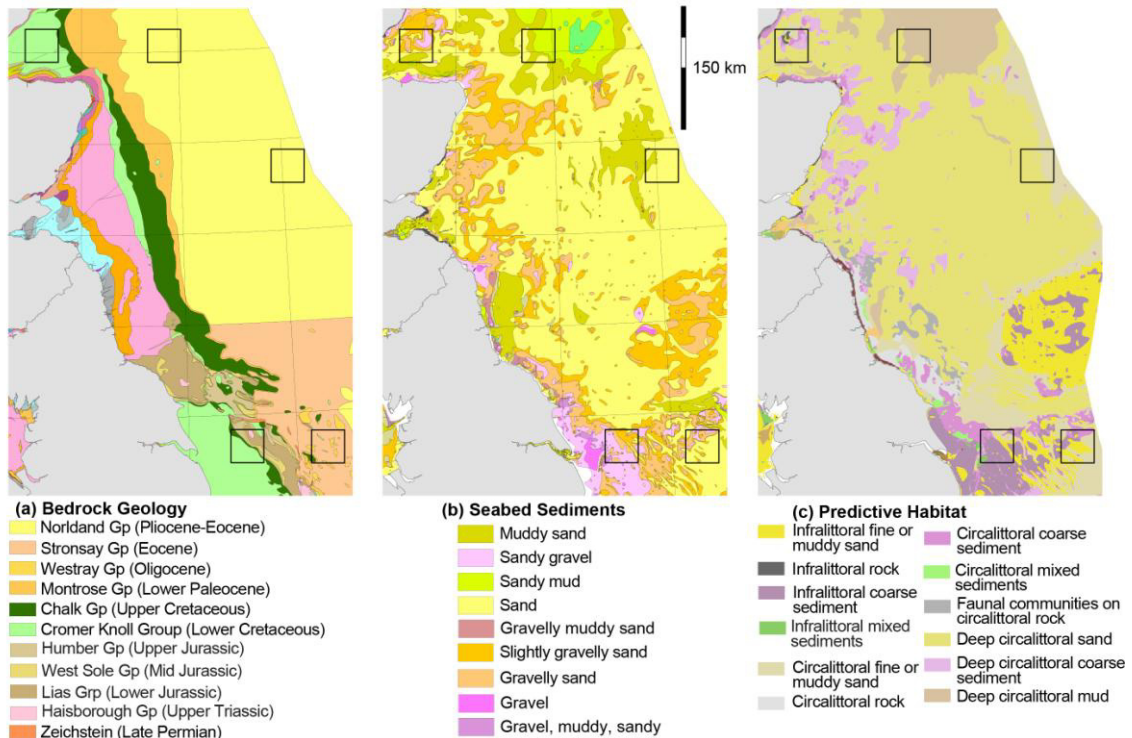 150 km
(a) Bedrock Geology
Norldand Gp (Pliocene-Eocene)
Stronsay Gp (Eocene)
Westray Gp (Oligocene)
Montrose Gp (Lower Paleocene)
Chalk Gp (Upper Cretaceous)
Cromer Knoll Group (Lower Cretaceous)
Humber Gp (Upper Jurassic)
West Sole Gp (Mid Jurassic)
Lias Grp (Lower Jurassic)
Haisborough Gp (Upper Triassic)
Zeichstein (Late Permian)
(b) Seabed Sediments
Muddy sand
Sandy gravel
Sandy mud
Sand
Gravelly muddy sand
Slightly gravelly sand
Gravelly sand
Gravel
Gravel, muddy, sandy
(c) Predictive Habitat
Infralittoral fine or
muddy sand
Infralittoral rock
Infralittoral coarse
sediment
Infralittoral mixed
sediments
Circalittoral fine or
muddy sand
Circalittoral rock
Circalittoral coarse
sediment
Circalittoral mixed
sediments
Faunal communities on
circalittoral rock
Deep circalittoral sand
Deep circalittoral coarse
sediment
Deep circalittoral mud